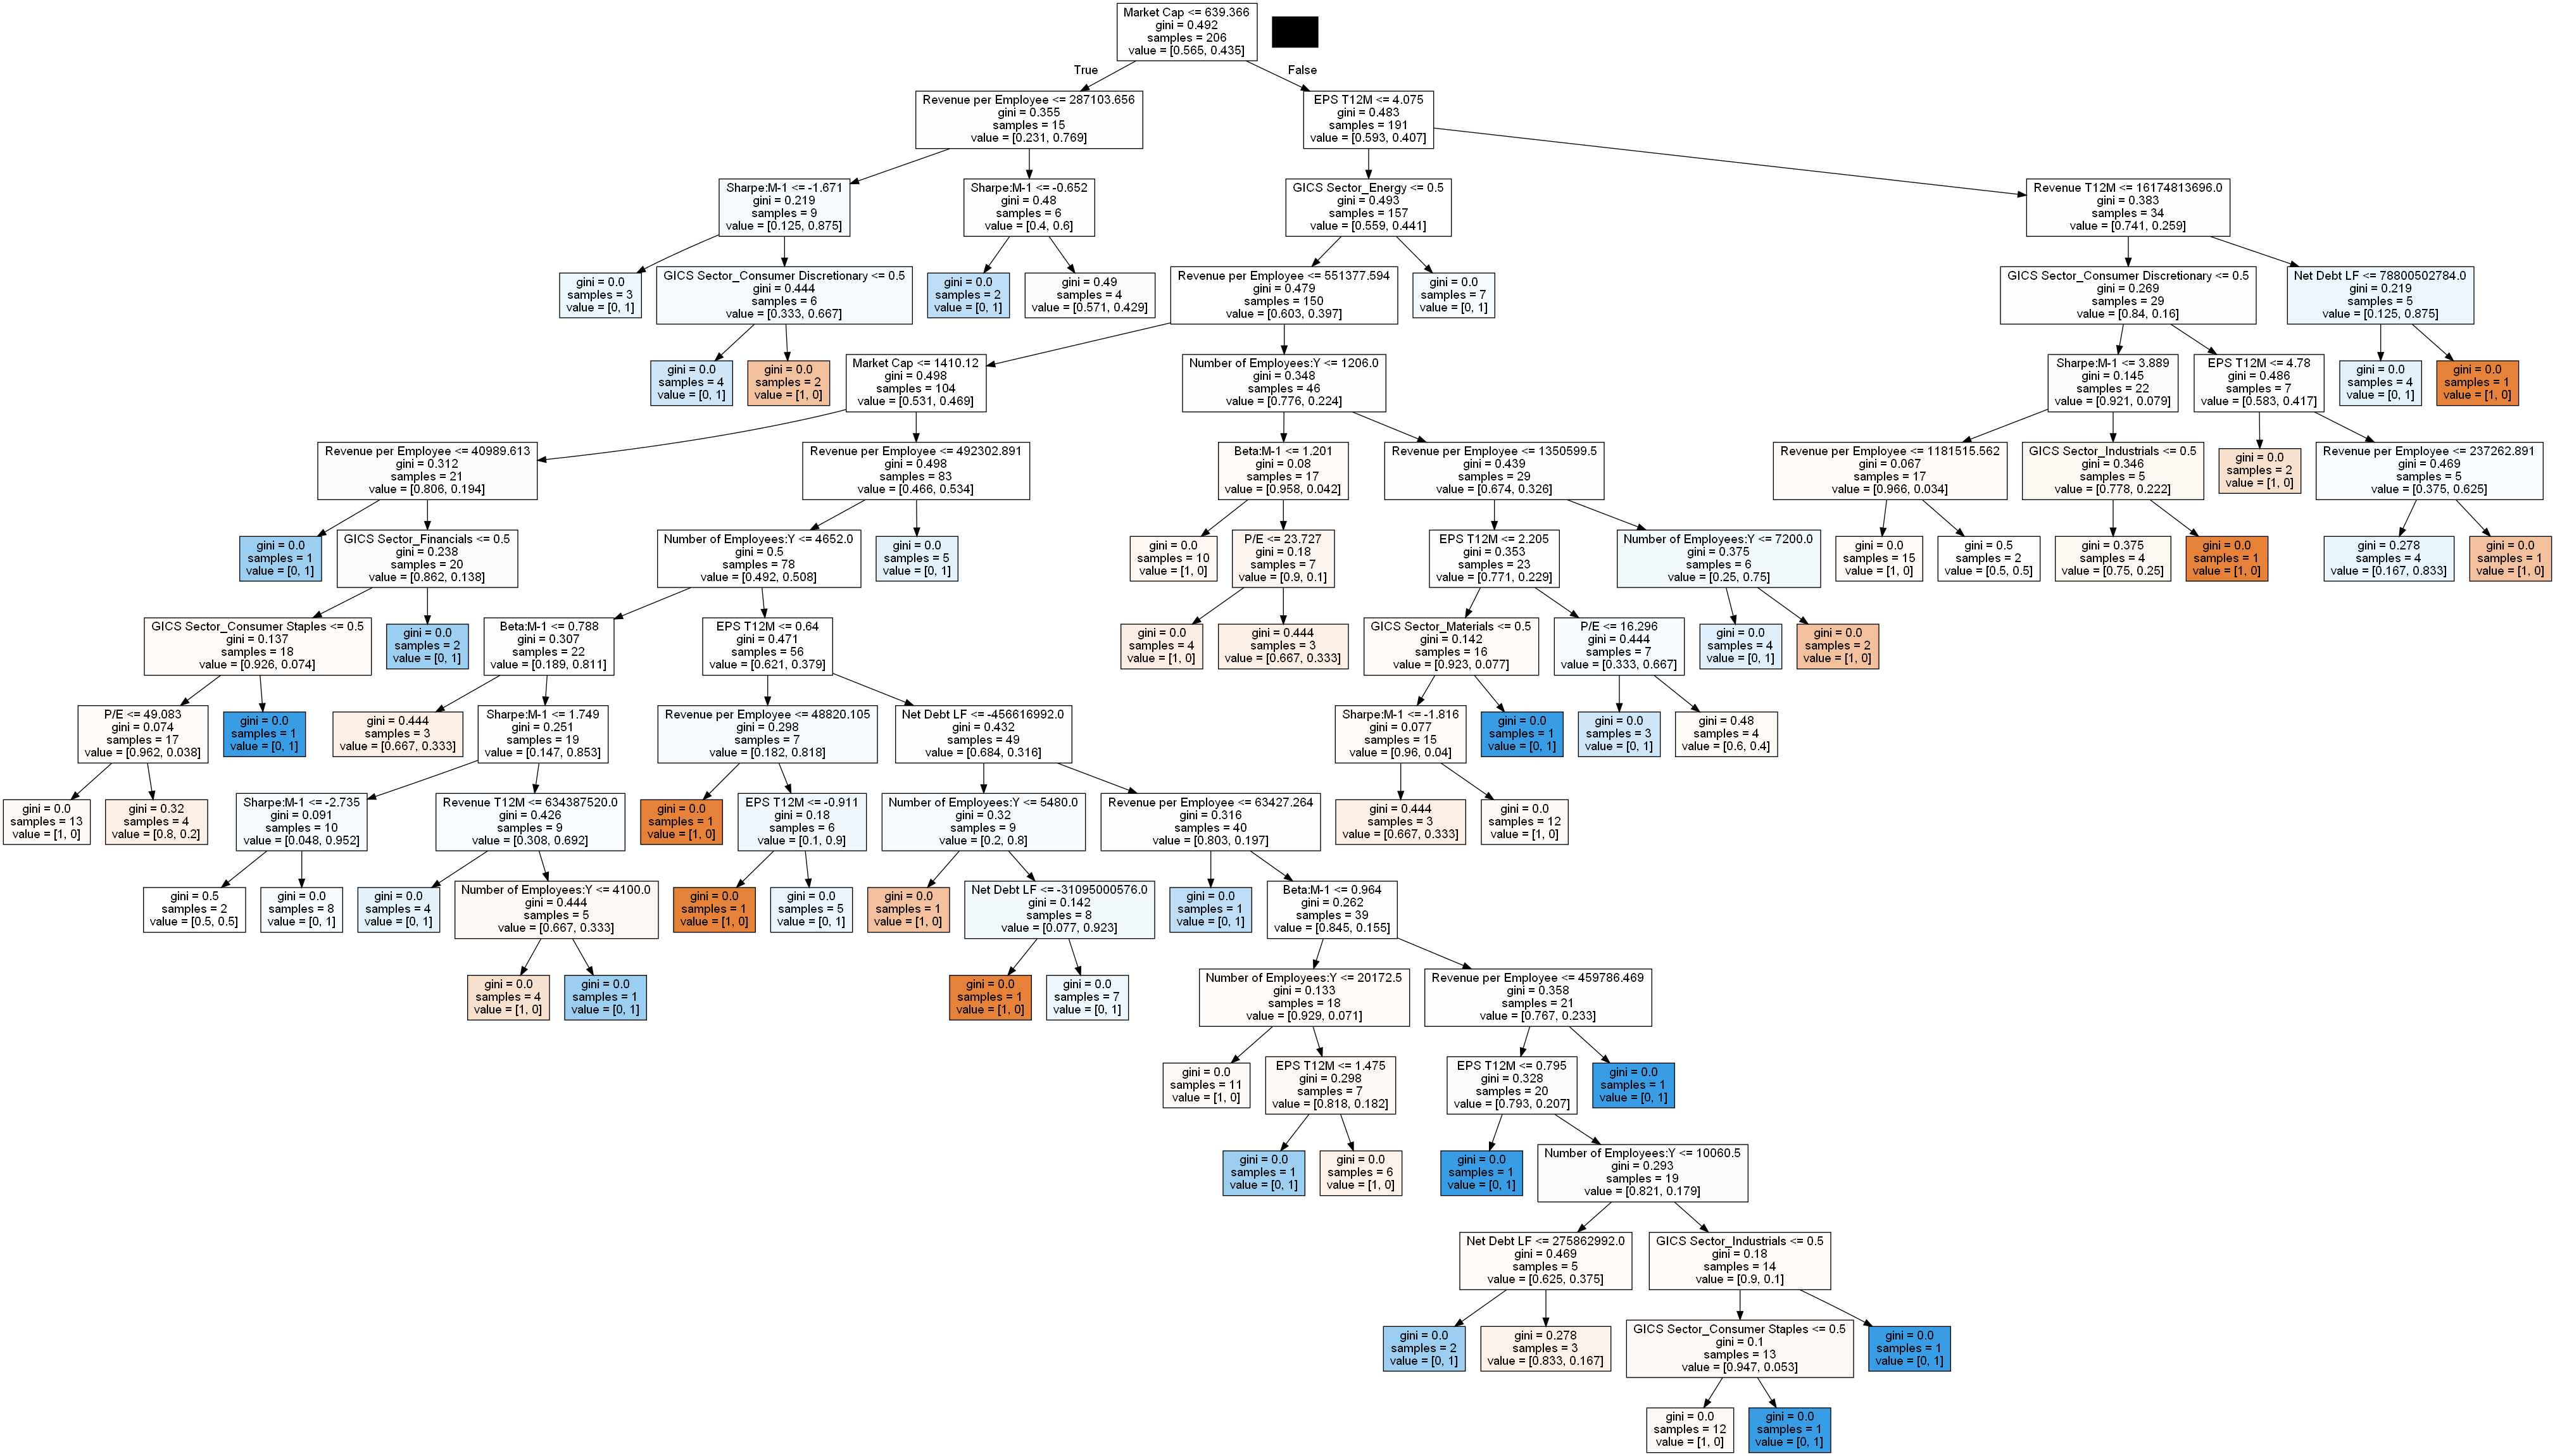 Market Cap <= 639.366
gini = 0.492
samples = 206
value = [0.565, 0.435]
True
False
Revenue per Employee <= 287103.656
gini = 0.355
samples = 15
value = [0.231, 0.769]
EPS T12M <= 4.075
gini = 0.483
samples = 191
value = [0.593, 0.407]
Sharpe:M-1 <= -1.671
gini = 0.219
samples = 9
value = [0.125, 0.875]
Sharpe:M-1 <= -0.652
gini = 0.48
samples = 6
value = [0.4, 0.6]
GICS Sector_Energy <= 0.5
gini = 0.493
samples = 157
value = [0.559, 0.441]
Revenue T12M <= 16174813696.0
gini = 0.383
samples = 34
value = [0.741, 0.259]
gini = 0.0
samples = 3
value = [0, 1]
GICS Sector_Consumer Discretionary <= 0.5
gini = 0.444
samples = 6
value = [0.333, 0.667]
gini = 0.0
samples = 2
value = [0, 1]
gini = 0.49
samples = 4
value = [0.571, 0.429]
Revenue per Employee <= 551377.594
gini = 0.479
samples = 150
value = [0.603, 0.397]
gini = 0.0
samples = 7
value = [0, 1]
GICS Sector_Consumer Discretionary <= 0.5
gini = 0.269
samples = 29
value = [0.84, 0.16]
Net Debt LF <= 78800502784.0
gini = 0.219
samples = 5
value = [0.125, 0.875]
gini = 0.0
samples = 4
value = [0, 1]
gini = 0.0
samples = 2
value = [1, 0]
Market Cap <= 1410.12
gini = 0.498
samples = 104
value = [0.531, 0.469]
Number of Employees:Y <= 1206.0
gini = 0.348
samples = 46
value = [0.776, 0.224]
Sharpe:M-1 <= 3.889
gini = 0.145
samples = 22
value = [0.921, 0.079]
EPS T12M <= 4.78
gini = 0.486
samples = 7
value = [0.583, 0.417]
gini = 0.0
samples = 4
value = [0, 1]
gini = 0.0
samples = 1
value = [1, 0]
Revenue per Employee <= 40989.613
gini = 0.312
samples = 21
value = [0.806, 0.194]
Revenue per Employee <= 492302.891
gini = 0.498
samples = 83
value = [0.466, 0.534]
Beta:M-1 <= 1.201
gini = 0.08
samples = 17
value = [0.958, 0.042]
Revenue per Employee <= 1350599.5
gini = 0.439
samples = 29
value = [0.674, 0.326]
Revenue per Employee <= 1181515.562
gini = 0.067
samples = 17
value = [0.966, 0.034]
GICS Sector_Industrials <= 0.5
gini = 0.346
samples = 5
value = [0.778, 0.222]
gini = 0.0
samples = 2
value = [1, 0]
Revenue per Employee <= 237262.891
gini = 0.469
samples = 5
value = [0.375, 0.625]
gini = 0.0
samples = 1
value = [0, 1]
GICS Sector_Financials <= 0.5
gini = 0.238
samples = 20
value = [0.862, 0.138]
Number of Employees:Y <= 4652.0
gini = 0.5
samples = 78
value = [0.492, 0.508]
gini = 0.0
samples = 5
value = [0, 1]
gini = 0.0
samples = 10
value = [1, 0]
P/E <= 23.727
gini = 0.18
samples = 7
value = [0.9, 0.1]
EPS T12M <= 2.205
gini = 0.353
samples = 23
value = [0.771, 0.229]
Number of Employees:Y <= 7200.0
gini = 0.375
samples = 6
value = [0.25, 0.75]
gini = 0.0
samples = 15
value = [1, 0]
gini = 0.5
samples = 2
value = [0.5, 0.5]
gini = 0.375
samples = 4
value = [0.75, 0.25]
gini = 0.0
samples = 1
value = [1, 0]
gini = 0.278
samples = 4
value = [0.167, 0.833]
gini = 0.0
samples = 1
value = [1, 0]
GICS Sector_Consumer Staples <= 0.5
gini = 0.137
samples = 18
value = [0.926, 0.074]
gini = 0.0
samples = 2
value = [0, 1]
Beta:M-1 <= 0.788
gini = 0.307
samples = 22
value = [0.189, 0.811]
EPS T12M <= 0.64
gini = 0.471
samples = 56
value = [0.621, 0.379]
gini = 0.0
samples = 4
value = [1, 0]
gini = 0.444
samples = 3
value = [0.667, 0.333]
GICS Sector_Materials <= 0.5
gini = 0.142
samples = 16
value = [0.923, 0.077]
P/E <= 16.296
gini = 0.444
samples = 7
value = [0.333, 0.667]
gini = 0.0
samples = 4
value = [0, 1]
gini = 0.0
samples = 2
value = [1, 0]
P/E <= 49.083
gini = 0.074
samples = 17
value = [0.962, 0.038]
gini = 0.0
samples = 1
value = [0, 1]
gini = 0.444
samples = 3
value = [0.667, 0.333]
Sharpe:M-1 <= 1.749
gini = 0.251
samples = 19
value = [0.147, 0.853]
Revenue per Employee <= 48820.105
gini = 0.298
samples = 7
value = [0.182, 0.818]
Net Debt LF <= -456616992.0
gini = 0.432
samples = 49
value = [0.684, 0.316]
Sharpe:M-1 <= -1.816
gini = 0.077
samples = 15
value = [0.96, 0.04]
gini = 0.0
samples = 1
value = [0, 1]
gini = 0.0
samples = 3
value = [0, 1]
gini = 0.48
samples = 4
value = [0.6, 0.4]
gini = 0.0
samples = 13
value = [1, 0]
gini = 0.32
samples = 4
value = [0.8, 0.2]
Sharpe:M-1 <= -2.735
gini = 0.091
samples = 10
value = [0.048, 0.952]
Revenue T12M <= 634387520.0
gini = 0.426
samples = 9
value = [0.308, 0.692]
gini = 0.0
samples = 1
value = [1, 0]
EPS T12M <= -0.911
gini = 0.18
samples = 6
value = [0.1, 0.9]
Number of Employees:Y <= 5480.0
gini = 0.32
samples = 9
value = [0.2, 0.8]
Revenue per Employee <= 63427.264
gini = 0.316
samples = 40
value = [0.803, 0.197]
gini = 0.444
samples = 3
value = [0.667, 0.333]
gini = 0.0
samples = 12
value = [1, 0]
gini = 0.5
samples = 2
value = [0.5, 0.5]
gini = 0.0
samples = 8
value = [0, 1]
gini = 0.0
samples = 4
value = [0, 1]
Number of Employees:Y <= 4100.0
gini = 0.444
samples = 5
value = [0.667, 0.333]
gini = 0.0
samples = 1
value = [1, 0]
gini = 0.0
samples = 5
value = [0, 1]
gini = 0.0
samples = 1
value = [1, 0]
Net Debt LF <= -31095000576.0
gini = 0.142
samples = 8
value = [0.077, 0.923]
gini = 0.0
samples = 1
value = [0, 1]
Beta:M-1 <= 0.964
gini = 0.262
samples = 39
value = [0.845, 0.155]
gini = 0.0
samples = 4
value = [1, 0]
gini = 0.0
samples = 1
value = [0, 1]
gini = 0.0
samples = 1
value = [1, 0]
gini = 0.0
samples = 7
value = [0, 1]
Number of Employees:Y <= 20172.5
gini = 0.133
samples = 18
value = [0.929, 0.071]
Revenue per Employee <= 459786.469
gini = 0.358
samples = 21
value = [0.767, 0.233]
gini = 0.0
samples = 11
value = [1, 0]
EPS T12M <= 1.475
gini = 0.298
samples = 7
value = [0.818, 0.182]
EPS T12M <= 0.795
gini = 0.328
samples = 20
value = [0.793, 0.207]
gini = 0.0
samples = 1
value = [0, 1]
gini = 0.0
samples = 1
value = [0, 1]
gini = 0.0
samples = 6
value = [1, 0]
gini = 0.0
samples = 1
value = [0, 1]
Number of Employees:Y <= 10060.5
gini = 0.293
samples = 19
value = [0.821, 0.179]
Net Debt LF <= 275862992.0
gini = 0.469
samples = 5
value = [0.625, 0.375]
GICS Sector_Industrials <= 0.5
gini = 0.18
samples = 14
value = [0.9, 0.1]
gini = 0.0
samples = 2
value = [0, 1]
gini = 0.278
samples = 3
value = [0.833, 0.167]
GICS Sector_Consumer Staples <= 0.5
gini = 0.1
samples = 13
value = [0.947, 0.053]
gini = 0.0
samples = 1
value = [0, 1]
gini = 0.0
samples = 12
value = [1, 0]
gini = 0.0
samples = 1
value = [0, 1]